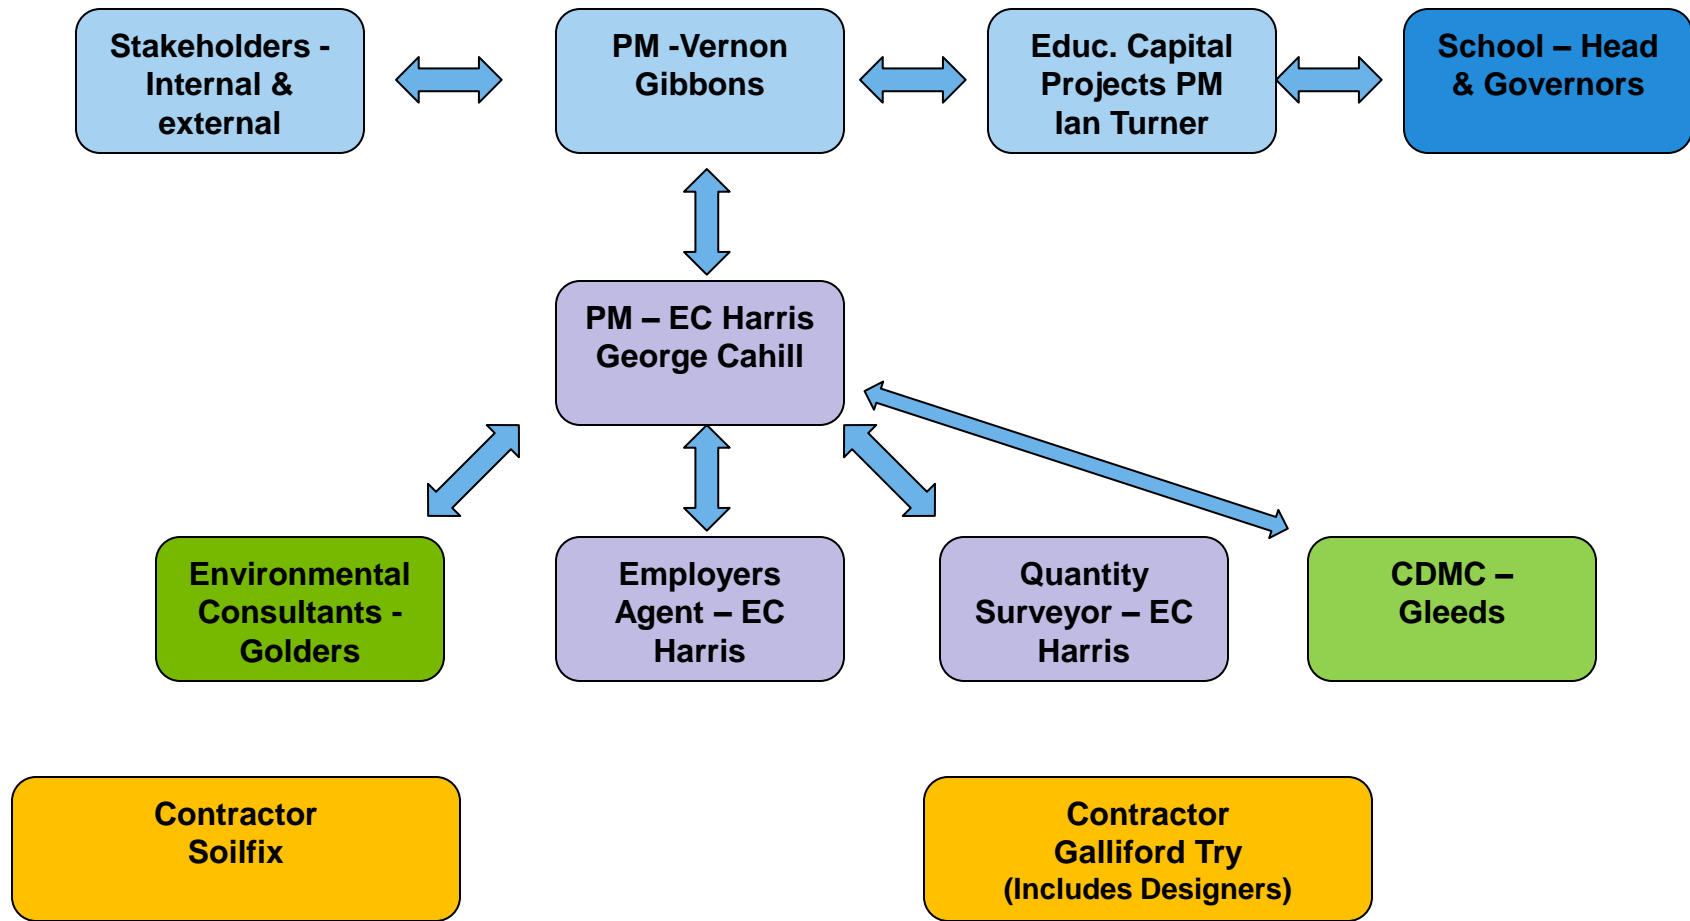 Stakeholders -
Internal &
external
PM -Vernon
Gibbons
Educ. Capital
Projects PM
Ian Turner
School – Head
& Governors
PM – EC Harris
George Cahill
Environmental
Consultants -
Golders
Employers
Agent – EC
Harris
Quantity
Surveyor – EC
Harris
CDMC –
Gleeds
Contractor
Soilfix
Contractor
Galliford Try
(Includes Designers)